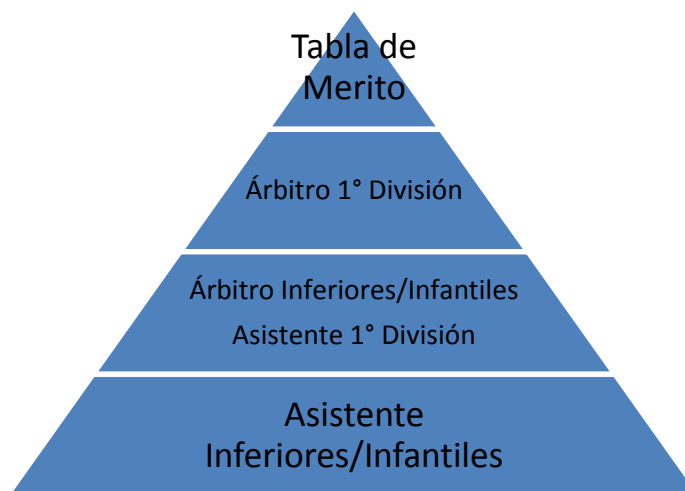 Tabla de
Merito
Árbitro 1° División
Árbitro Inferiores/Infantiles
Asistente 1° División
Asistente
Inferiores/Infantiles